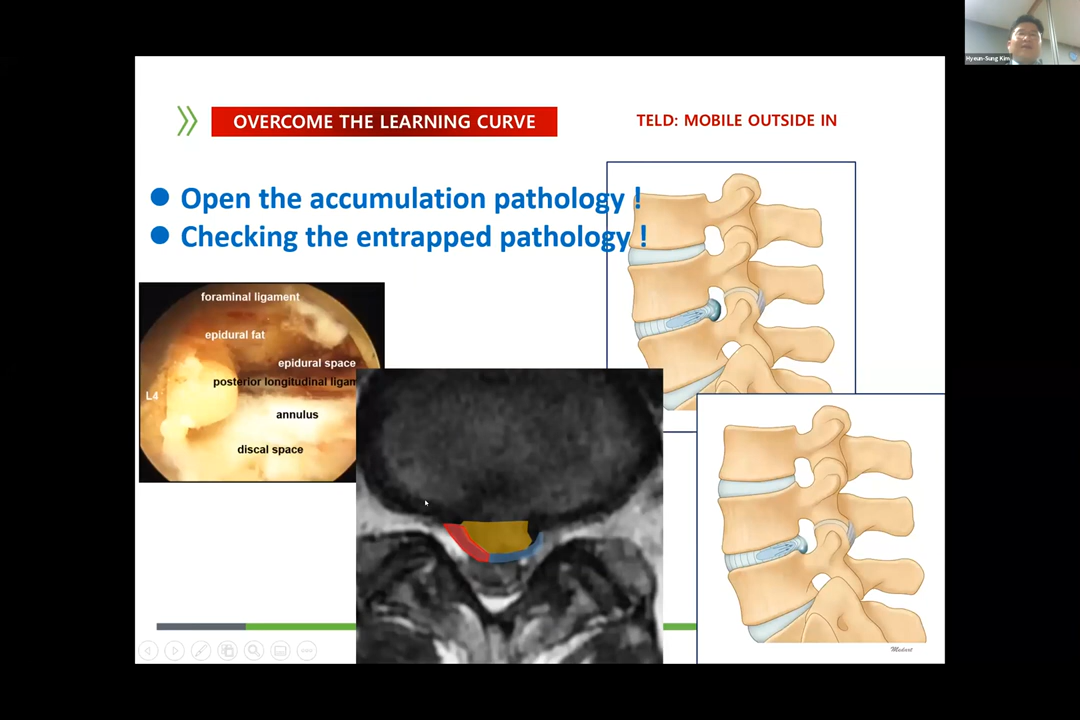 Hyeun-Sung Kim
OVERCOME THE LEARNING CURVE
TELD: MOBILE OUTSIDE IN
Open the accumulation pathology !
Checking the entrapped pathology !
foraminal ligament
epidural fat
epidural space
posterior longitudinal ligam
L4
annulus
discal space